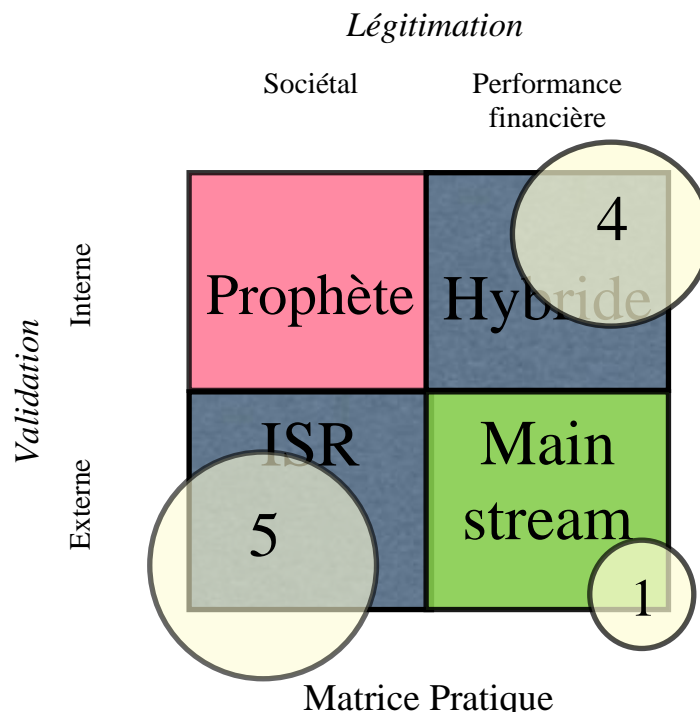 Légitimation
Sociétal
Performance
financière
Validation
Interne
Externe
Prophète
Hybride
4
ISR
5
Main
stream
1
Matrice Pratique